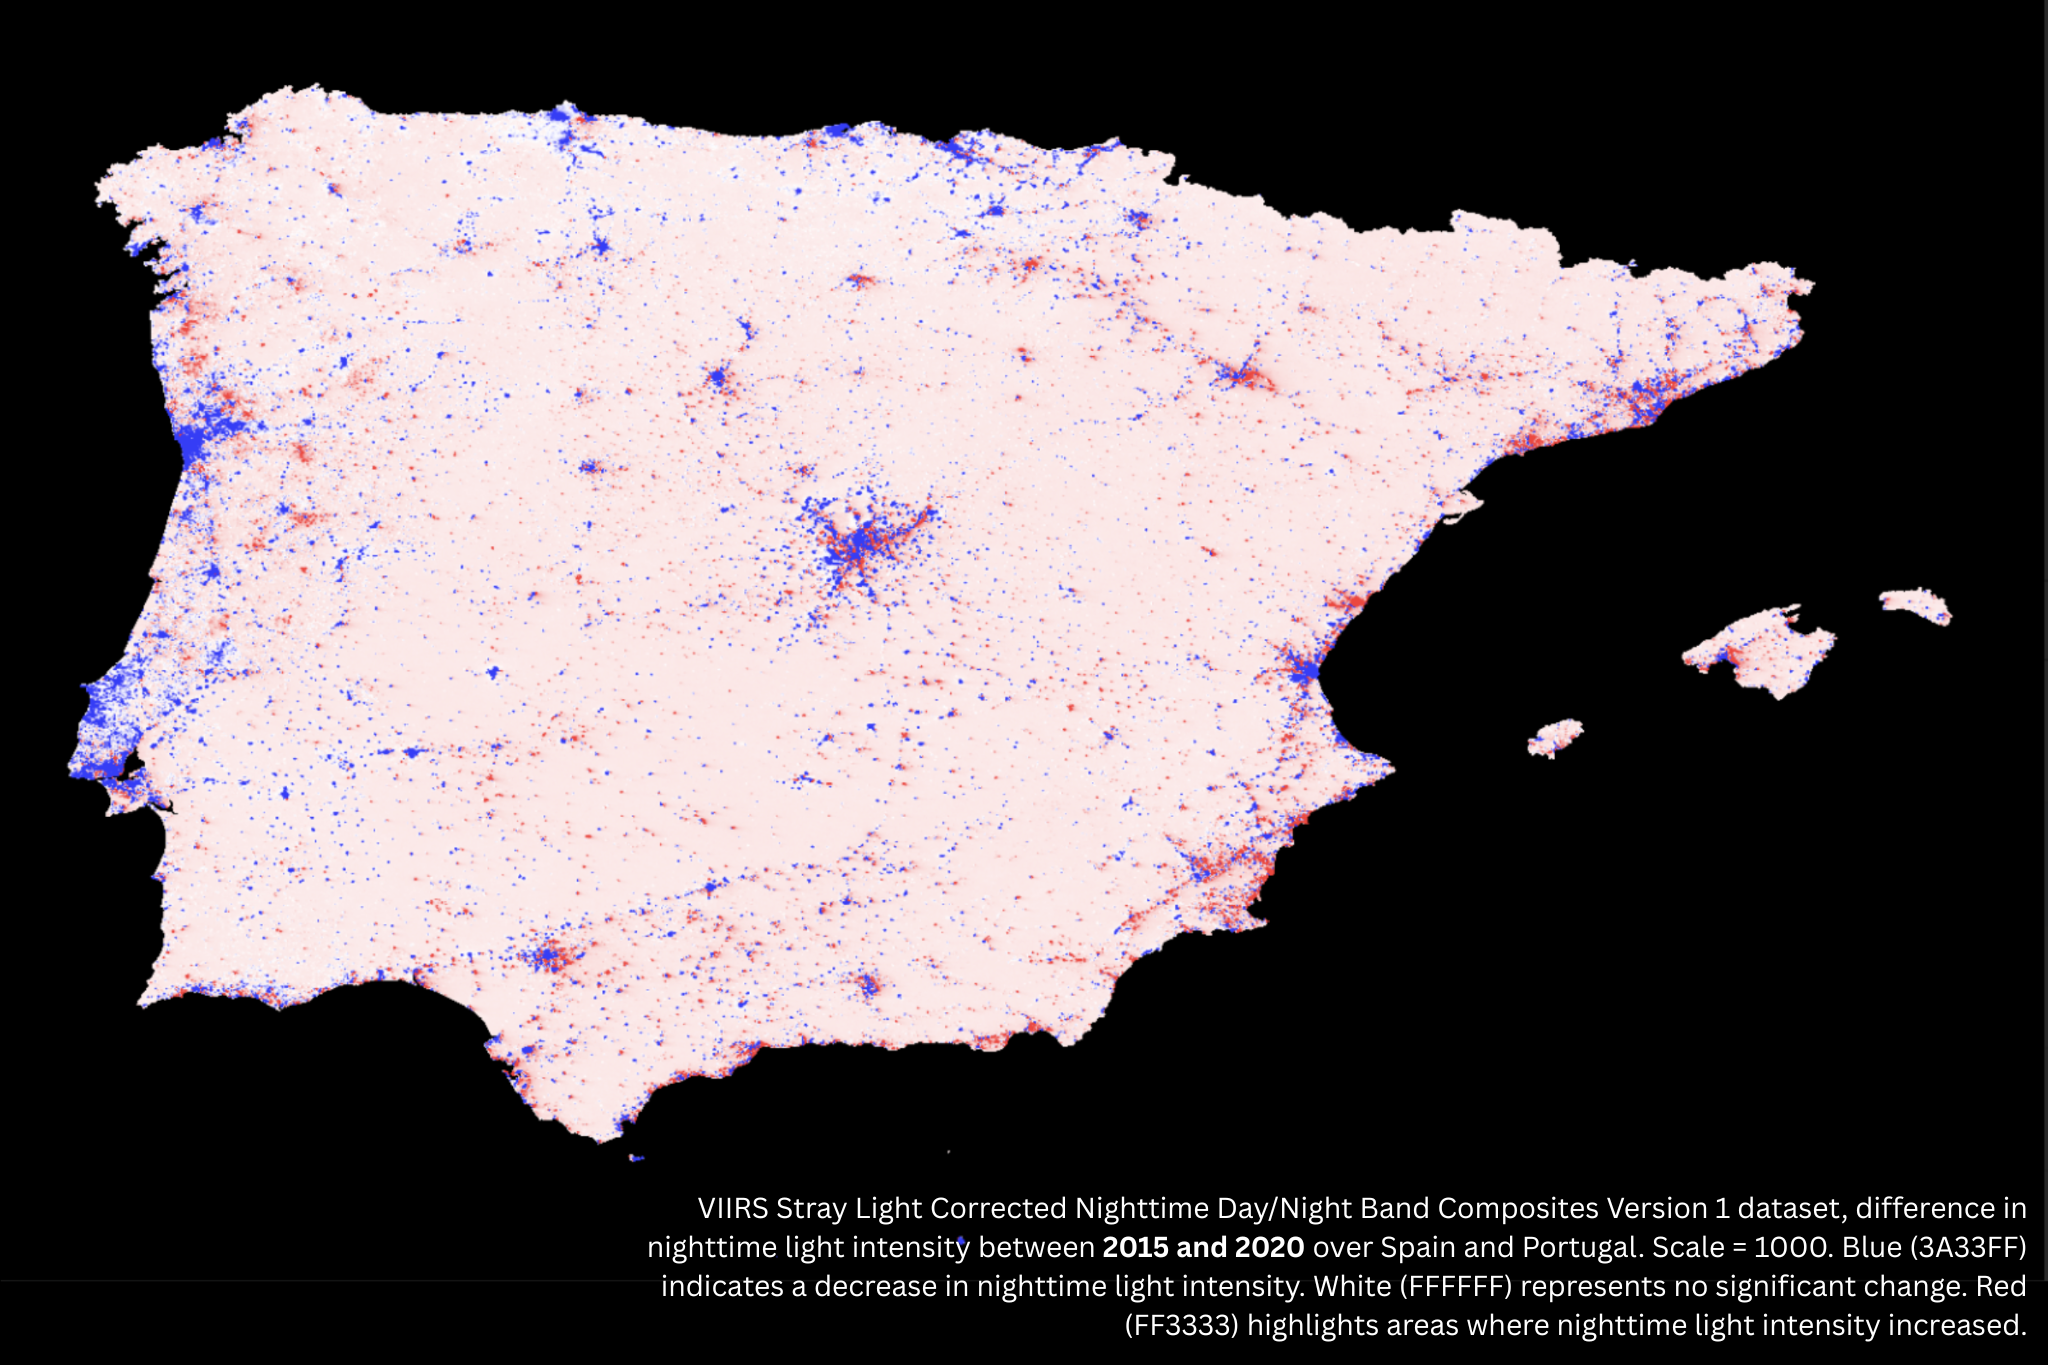 VIIRS Stray Light Corrected Nighttime Day/Night Band Composites Version 1 dataset, difference in
nighttime light intensity between 2015 and 2020 over Spain and Portugal. Scale = 1000. Blue (3A33FF)
indicates a decrease in nighttime light intensity. White (FFFFFF) represents no significant change. Red
(FF3333) highlights areas where nighttime light intensity increased.